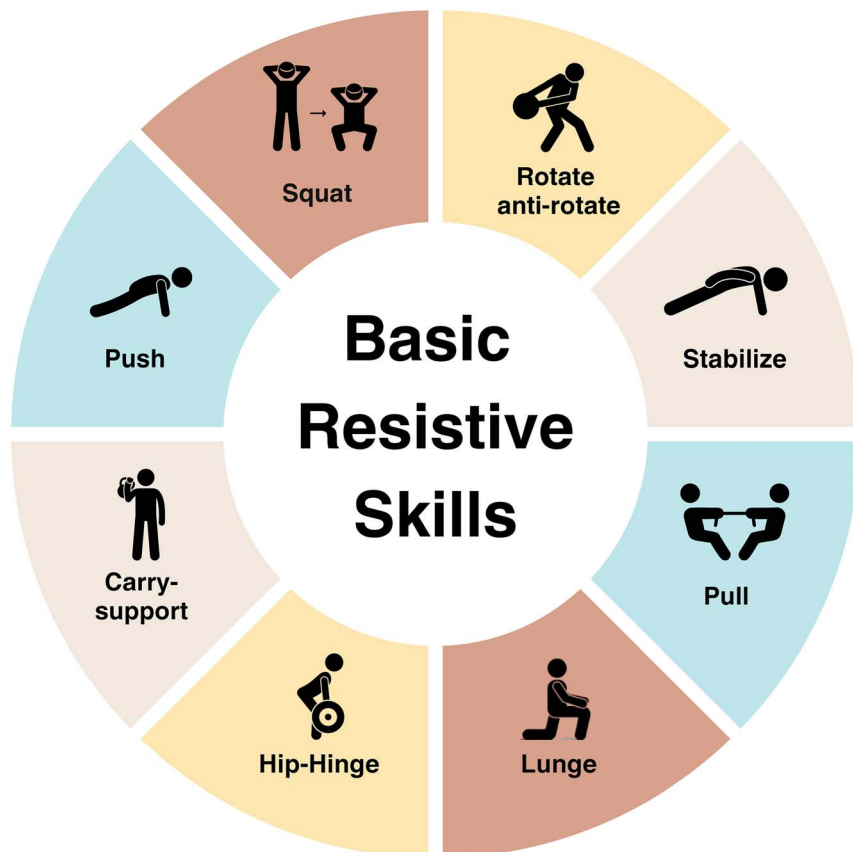 Basic
Resistive
Skills
Squat
Rotate
anti-rotate
Stabilize
Pull
Lunge
Hip-Hinge
Carry-
support
Push